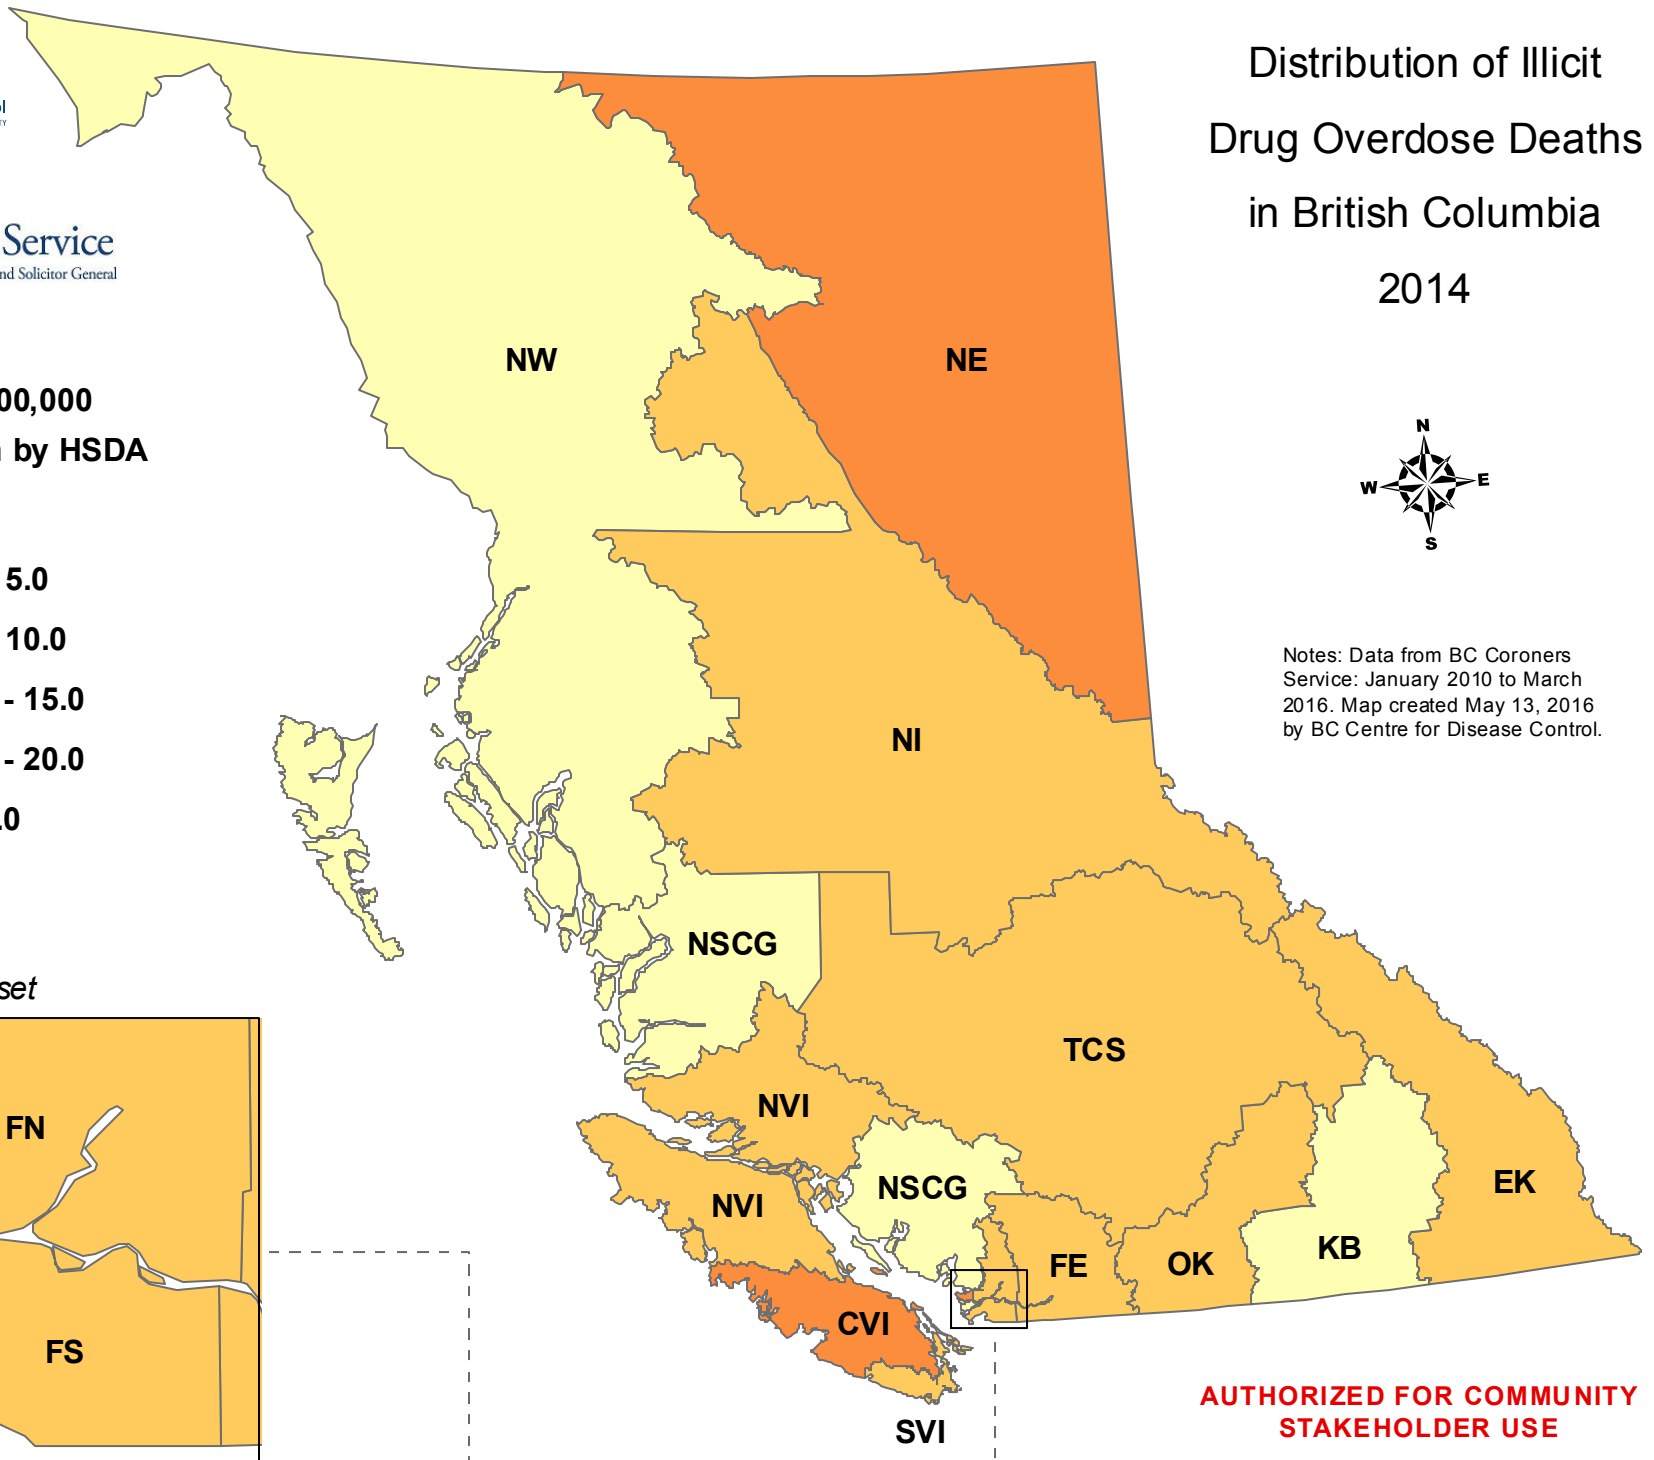 Distribution of Illicit
Drug Overdose Deaths
in British Columbia
2014
Service
nd Solicitor General
00,000
by HSDA
5.0
10.0
- 15.0
- 20.0
.0
set
NW
NE
N
W
E
S
Notes: Data from BC Coroners
Service: January 2010 to March
2016. Map created May 13, 2016
by BC Centre for Disease Control.
NI
NSCG
TCS
NVI
NSCG
NVI
EK
KB
OK
FE
CVI
SVI
FN
FS
AUTHORIZED FOR COMMUNITY
STAKEHOLDER USE